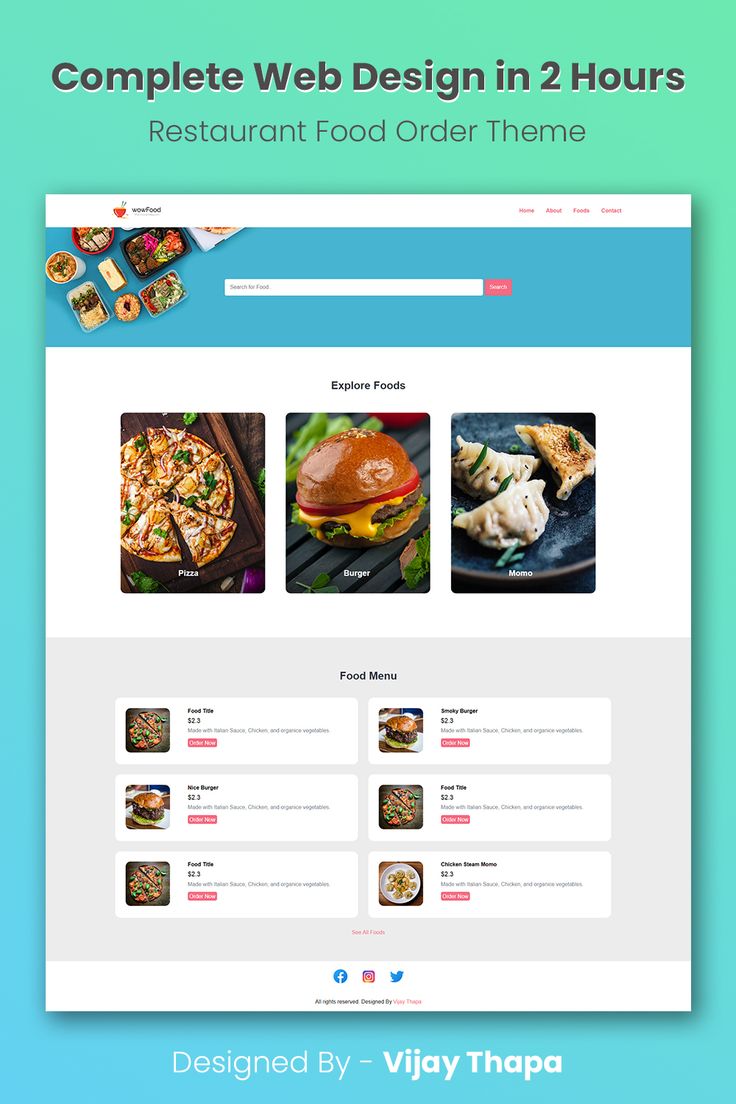 Complete Web Design in 2 Hours
Restaurant Food Order Theme
wowFood
Home About Foods Contact
Search for Food
Search
Explore Foods
Pizza
Burger
Momo
Food Menu
Food Title
$2.3
Made with Italian Sauce, Chicken, and organice vegetables.
Order Now
Smoky Burger
$2.3
Made with Italian Sauce, Chicken, and organice vegetables.
Order Now
Nice Burger
$2.3
Made with Italian Sauce, Chicken, and organice vegetables.
Order Now
Food Title
$2.3
Made with Italian Sauce, Chicken, and organice vegetables.
Order Now
Food Title
$2.3
Made with Italian Sauce, Chicken, and organice vegetables.
Order Now
Chicken Steam Momo
$2.3
Made with Italian Sauce, Chicken, and organice vegetables.
Order Now
See All Foods
All rights reserved. Designed By Vijay Thapa
Designed By - Vijay Thapa